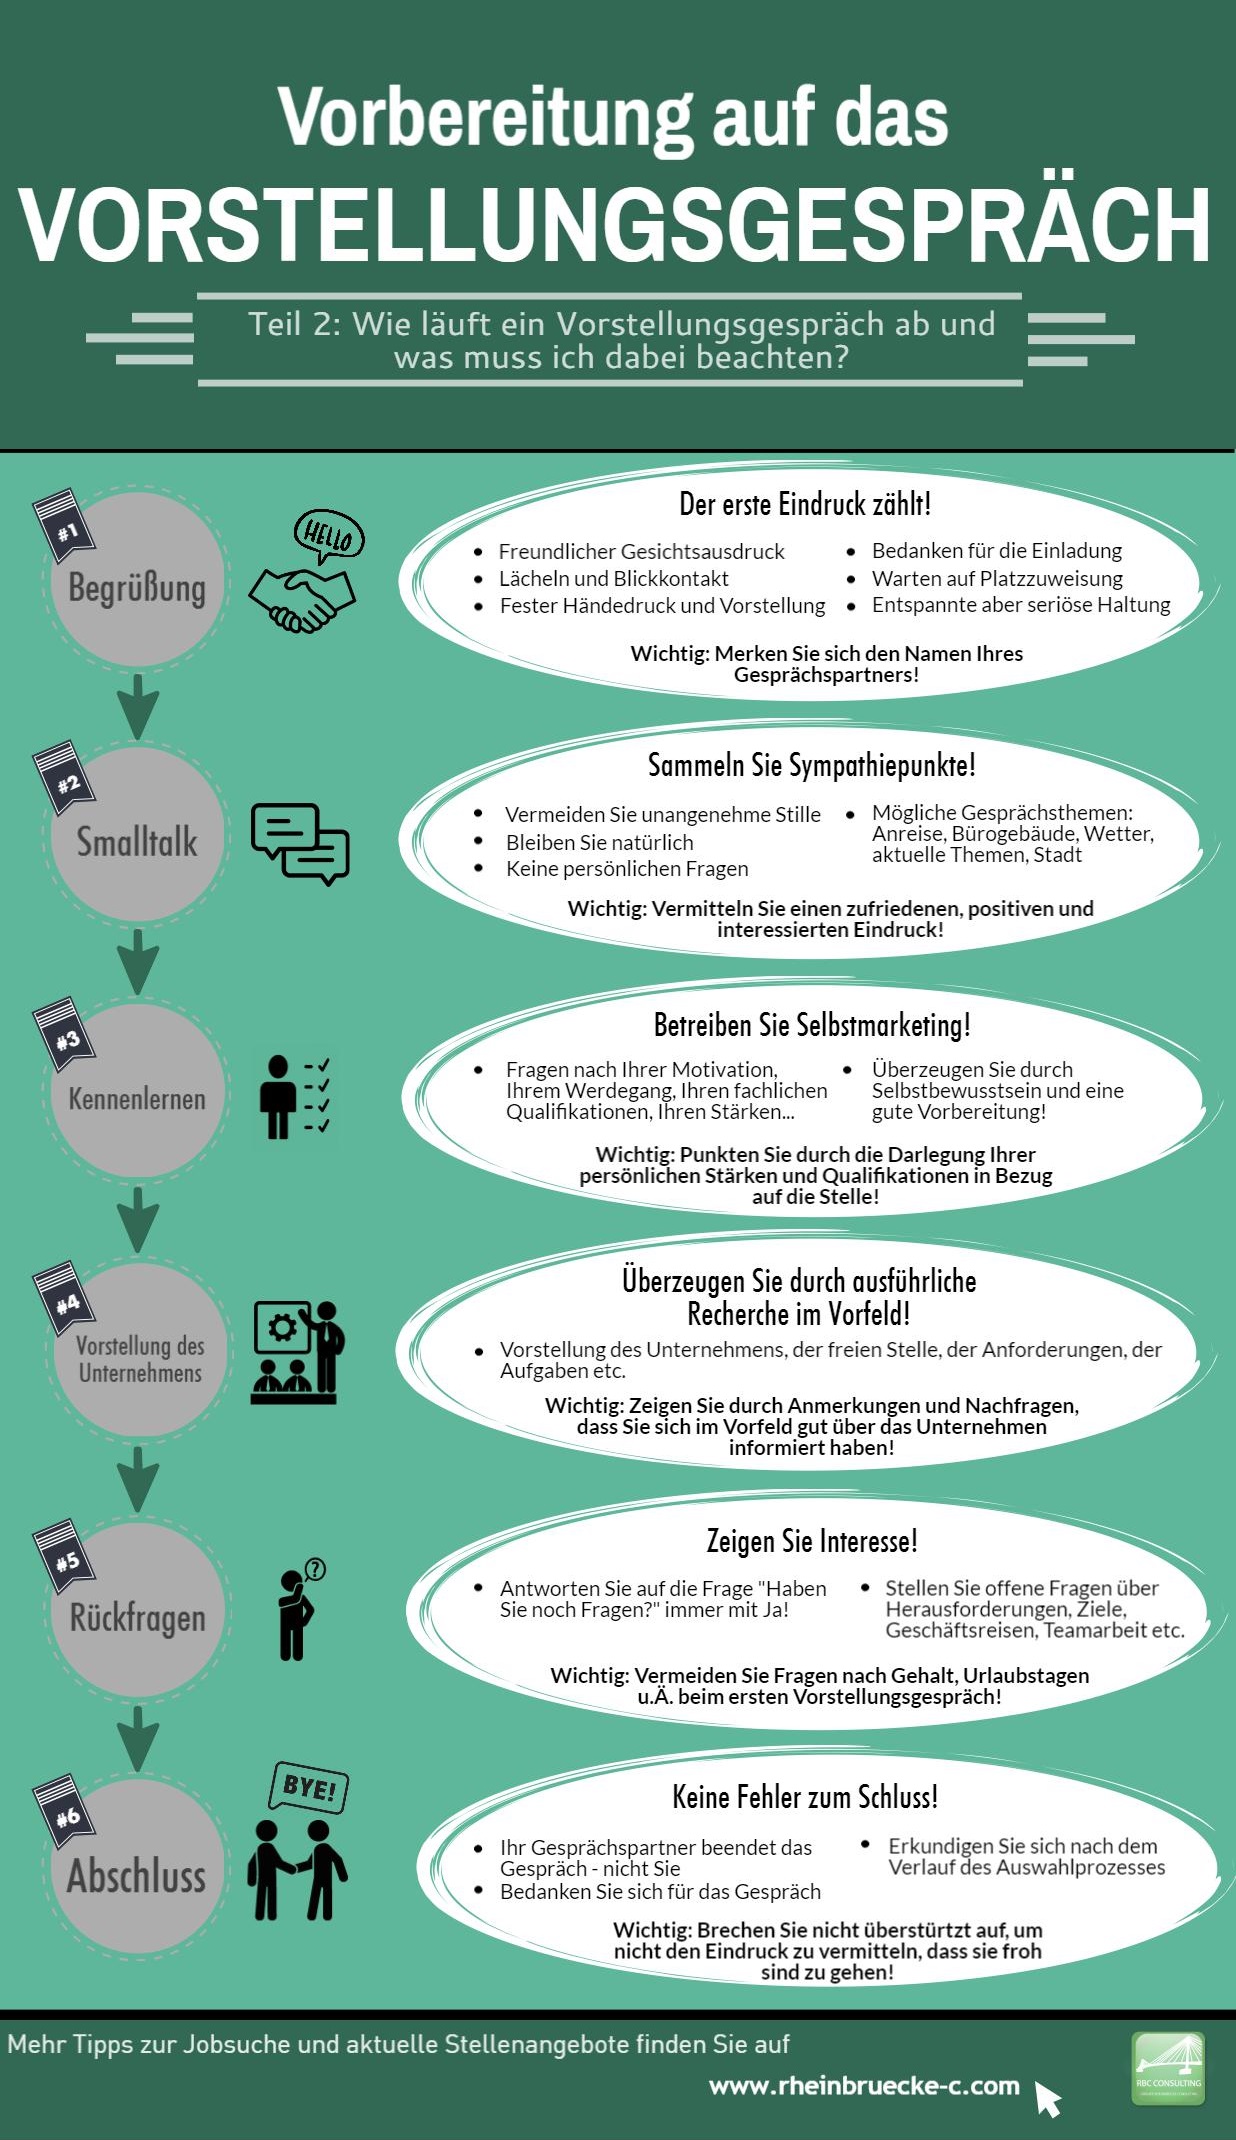 Vorbereitung auf das
VORSTELLUNGSGESPRÄCH
Teil 2: Wie läuft ein Vorstellungsgespräch ab und
was muss ich dabei beachten?
#1
Begrüßung
HELLO
Der erste Eindruck zählt!
• Freundlicher Gesichtsausdruck
• Lächeln und Blickkontakt
• Fester Händedruck und Vorstellung
• Bedanken für die Einladung
• Warten auf Platzzuweisung
• Entspannte aber seriöse Haltung
Wichtig: Merken Sie sich den Namen Ihres
Gesprächspartners!
#2
Smalltalk
Sammeln Sie Sympathiepunkte!
• Vermeiden Sie unangenehme Stille
• Bleiben Sie natürlich
• Keine persönlichen Fragen
• Mögliche Gesprächsthemen:
Anreise, Bürogebäude, Wetter,
aktuelle Themen, Stadt
Wichtig: Vermitteln Sie einen zufriedenen, positiven und
interessierten Eindruck!
#3
Kennenlernen
Betreiben Sie Selbstmarketing!
• Fragen nach Ihrer Motivation,
Ihrem Werdegang, Ihren fachlichen
Qualifikationen, Ihren Stärken...
• Überzeugen Sie durch
Selbstbewusstsein und eine
gute Vorbereitung!
Wichtig: Punkten Sie durch die Darlegung Ihrer
persönlichen Stärken und Qualifikationen in Bezug
auf die Stelle!
#4
Vorstellung des
Unternehmens
Überzeugen Sie durch ausführliche
Recherche im Vorfeld!
• Vorstellung des Unternehmens, der freien Stelle, der Anforderungen, der
Aufgaben etc.
Wichtig: Zeigen Sie durch Anmerkungen und Nachfragen,
dass Sie sich im Vorfeld gut über das Unternehmen
informiert haben!
#5
Rückfragen
?
Zeigen Sie Interesse!
• Antworten Sie auf die Frage "Haben
Sie noch Fragen?" immer mit Ja!
• Stellen Sie offene Fragen über
Herausforderungen, Ziele,
Geschäftsreisen, Teamarbeit etc.
Wichtig: Vermeiden Sie Fragen nach Gehalt, Urlaubstagen
u.Ä. beim ersten Vorstellungsgespräch!
#6
Abschluss
BYE!
Keine Fehler zum Schluss!
• Ihr Gesprächspartner beendet das
Gespräch - nicht Sie
• Bedanken Sie sich für das Gespräch
• Erkundigen Sie sich nach dem
Verlauf des Auswahlprozesses
Wichtig: Brechen Sie nicht überstürtzt auf, um
nicht den Eindruck zu vermitteln, dass sie froh
sind zu gehen!
Mehr Tipps zur Jobsuche und aktuelle Stellenangebote finden Sie auf
www.rheinbruecke-c.com
RBC CONSULTING